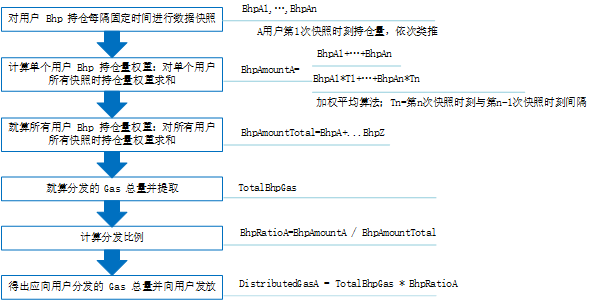 对用户 Bhp 持仓每隔固定时间进行数据快照
BhpA1,…,BhpAn
A用户第1次快照时刻持仓量，依次类推
计算单个用户 Bhp 持仓量权重：对单个用户
所有快照时持仓量权重求和
BhpAmountA=
BhpA1+…+BhpAn
BhpA1*T1+…+BhpAn*Tn
加权平均算法：Tn=第n次快照时刻与第n-1次快照时刻间隔
就算所有用户 Bhp 持仓量权重：对所有用户
所有快照时持仓量权重求和
BhpAmountTotal=BhpA+...BhpZ
就算分发的 Gas 总量并提取
TotalBhpGas
计算分发比例
BhpRatioA=BhpAmountA / BhpAmountTotal
得出应向用户分发的 Gas 总量并向用户发放
DistributedGasA = TotalBhpGas * BhpRatioA